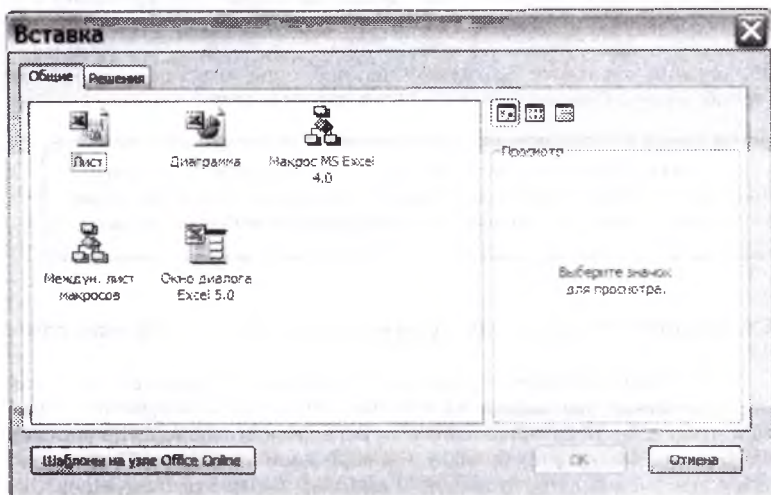 Вставка
Общие
Решения
Лист
Диаграмма
Макрос MS Excel
4.0
Просмотр
Междун. лист
макросов
Окно диалога
Excel 5.0
Выберите значок
для просмотра.
Шаблоны на узле Office Online
ОК
Отмена